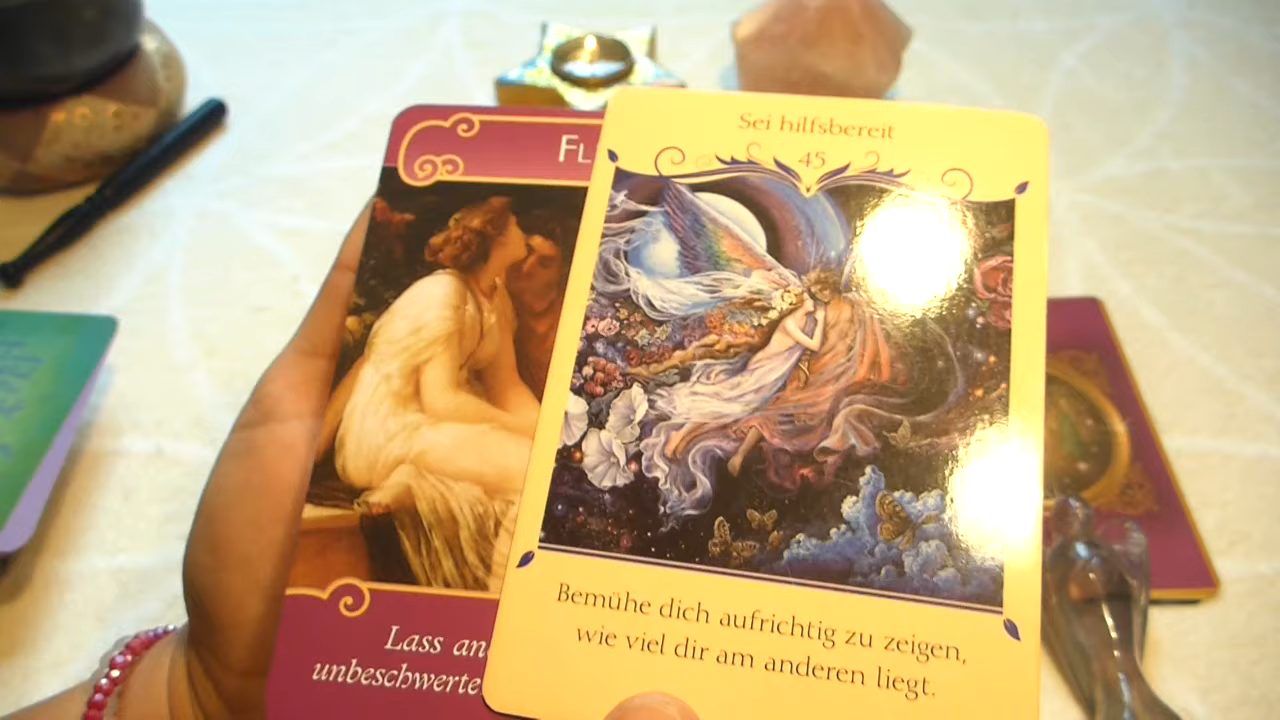 Sei hilfsbereit
45
Bemühe dich aufrichtig zu zeigen,
wie viel dir am anderen liegt.
FL
Lass an
unbeschwerte